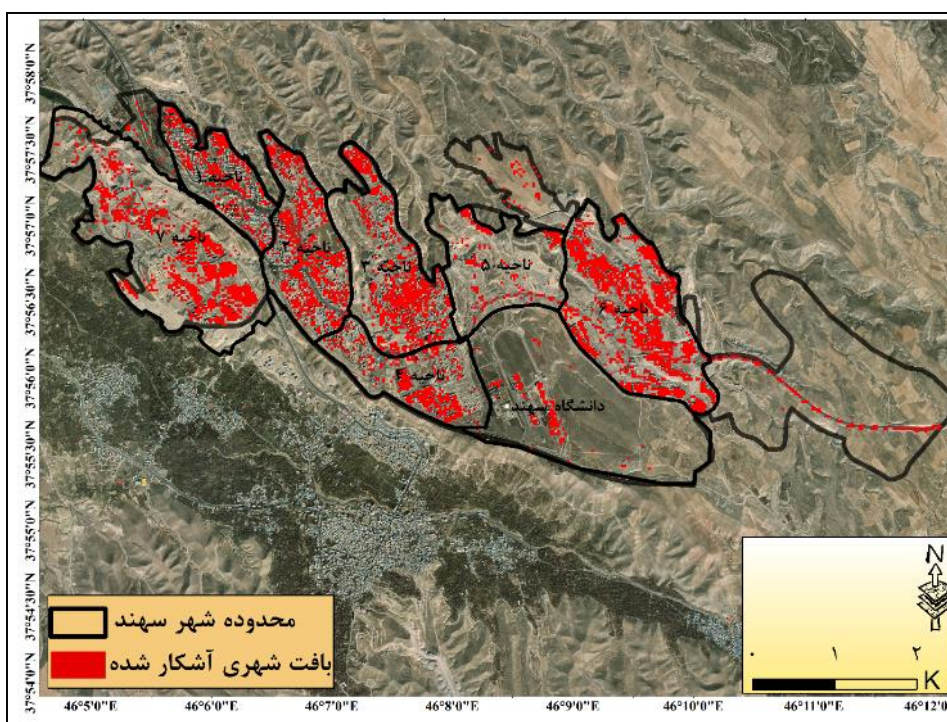 37°58'0"N
37°57'30"N
37°57'0"N
37°56'30"N
37°56'0"N
37°55'30"N
37°55'0"N
37°54'30"N
37°54'0"N
ناحیه ۱
ناحیه ۲
ناحیه ۳
ناحیه ۴
ناحیه ۵
ناحیه ۶
ناحیه ۷
دانشگاه سهند
محدوده شهر سهند
بافت شهری آشکار شده
N
۰ ۱ ۲
K
46°5'0"E 46°6'0"E 46°7'0"E 46°8'0"E 46°9'0"E 46°10'0"E 46°11'0"E 46°12'0